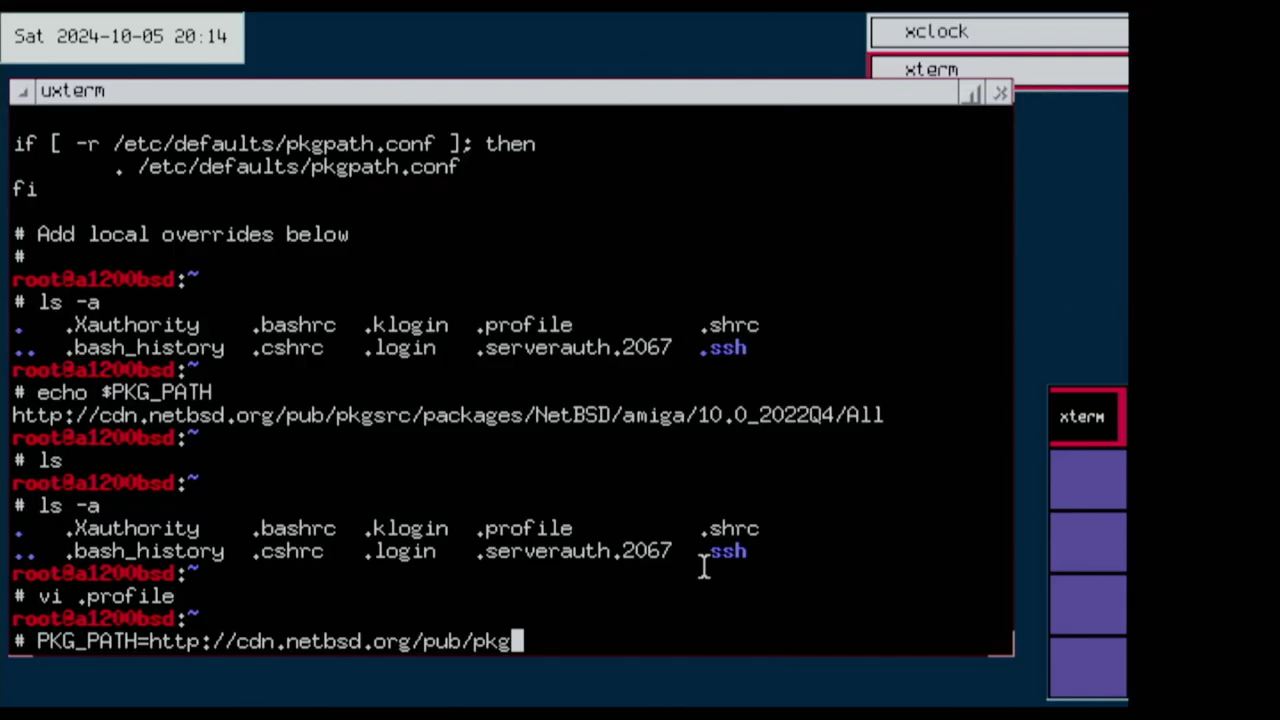 Sat 2024-10-05 20:14
xclock
xterm
uxterm
if [ -r /etc/defaults/pkgpath.conf ]; then
        . /etc/defaults/pkgpath.conf
fi
# Add local overrides below
#
root@a1200bsd:~
# ls -a
.   .Xauthority    .bashrc  .klogin  .profile          .shrc
..  .bash_history  .cshrc   .login   .serverauth.2067  .ssh
root@a1200bsd:~
# echo $PKG_PATH
http://cdn.netbsd.org/pub/pkgsrc/packages/NetBSD/amiga/10.0_2022Q4/All
root@a1200bsd:~
# ls
root@a1200bsd:~
# ls -a
.   .Xauthority    .bashrc  .klogin  .profile          .shrc
..  .bash_history  .cshrc   .login   .serverauth.2067  .ssh
root@a1200bsd:~
# vi .profile
root@a1200bsd:~
# PKG_PATH=http://cdn.netbsd.org/pub/pkg
xterm